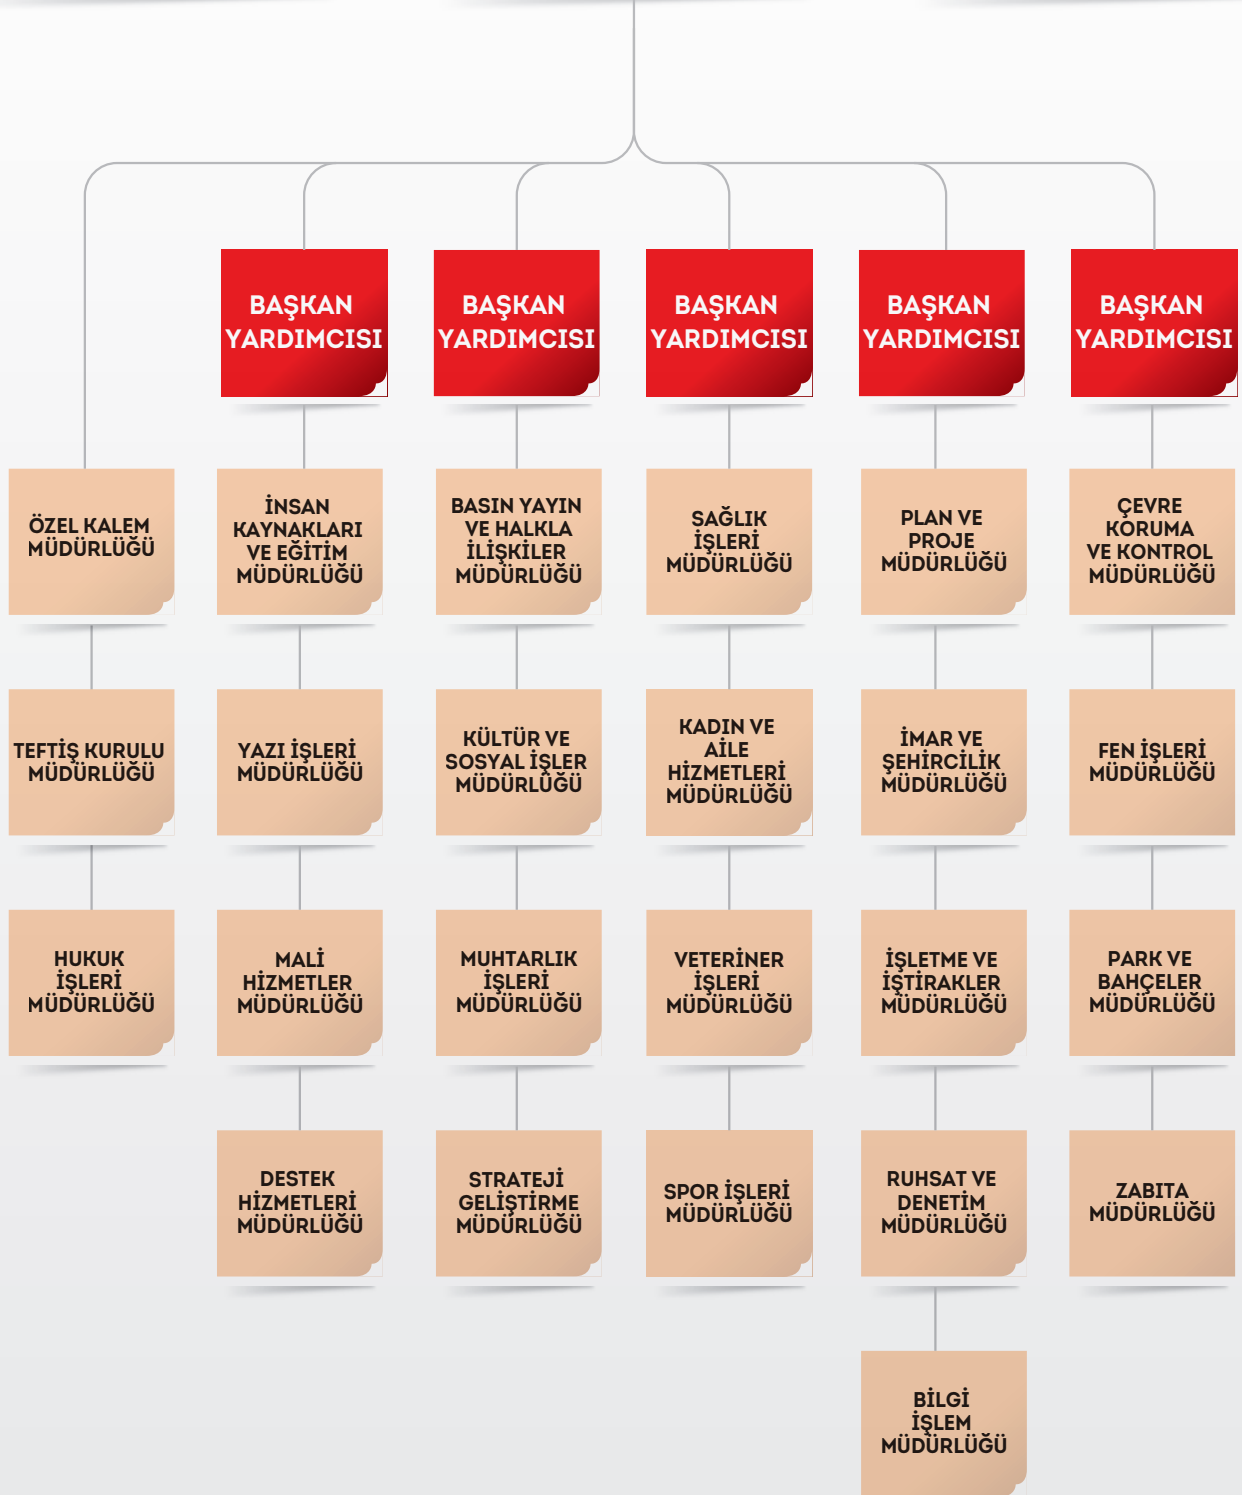 BAŞKAN
YARDIMCISI
BAŞKAN
YARDIMCISI
BAŞKAN
YARDIMCISI
BAŞKAN
YARDIMCISI
BAŞKAN
YARDIMCISI
ÖZEL KALEM
MÜDÜRLÜĞÜ
İNSAN
KAYNAKLARI
VE EĞİTİM
MÜDÜRLÜĞÜ
BASIN YAYIN
VE HALKLA
İLİŞKİLER
MÜDÜRLÜĞÜ
SAĞLIK
İŞLERİ
MÜDÜRLÜĞÜ
PLAN VE
PROJE
MÜDÜRLÜĞÜ
ÇEVRE
KORUMA
VE KONTROL
MÜDÜRLÜĞÜ
TEFTİŞ KURULU
MÜDÜRLÜĞÜ
YAZI İŞLERİ
MÜDÜRLÜĞÜ
KÜLTÜR VE
SOSYAL İŞLER
MÜDÜRLÜĞÜ
KADIN VE
AİLE
HİZMETLERİ
MÜDÜRLÜĞÜ
İMAR VE
ŞEHİRCİLİK
MÜDÜRLÜĞÜ
FEN İŞLERİ
MÜDÜRLÜĞÜ
HUKUK
İŞLERİ
MÜDÜRLÜĞÜ
MALİ
HİZMETLER
MÜDÜRLÜĞÜ
MUHTARLIK
İŞLERİ
MÜDÜRLÜĞÜ
VETERİNER
İŞLERİ
MÜDÜRLÜĞÜ
İŞLETME VE
İŞTİRAKLER
MÜDÜRLÜĞÜ
PARK VE
BAHÇELER
MÜDÜRLÜĞÜ
DESTEK
HİZMETLERİ
MÜDÜRLÜĞÜ
STRATEJİ
GELİŞTİRME
MÜDÜRLÜĞÜ
SPOR İŞLERİ
MÜDÜRLÜĞÜ
RUHSAT VE
DENETİM
MÜDÜRLÜĞÜ
ZABITA
MÜDÜRLÜĞÜ
BİLGİ
İŞLEM
MÜDÜRLÜĞÜ